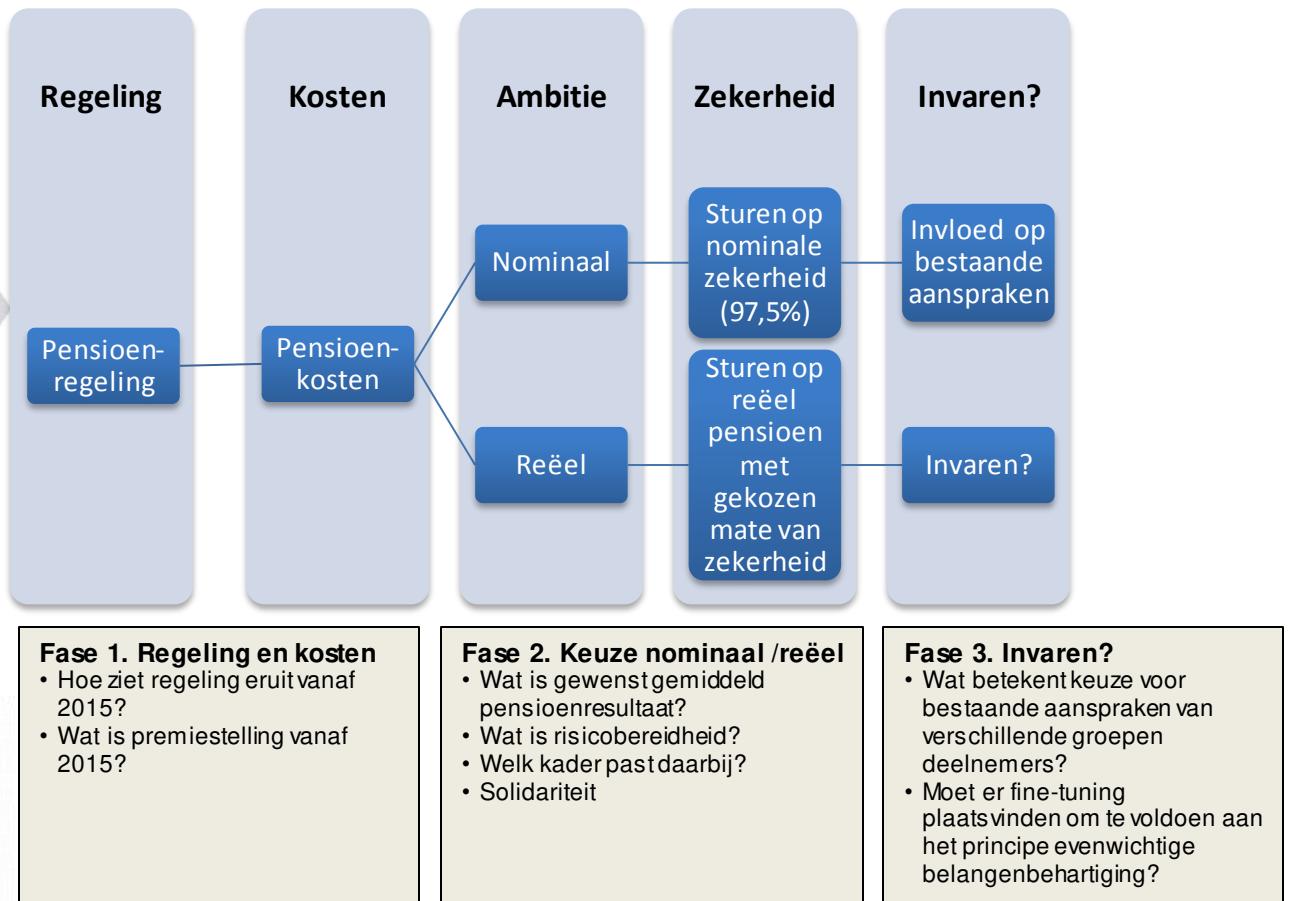 Regeling
Kosten
Ambitie
Zekerheid
Invaren?
Pensioen-
regeling
Pensioen-
kosten
Nominaal
Sturen op
nominale
zekerheid
(97,5%)
Invloed op
bestaande
aanspraken
Reëel
Sturen op
reëel
pensioen
met
gekozen
mate van
zekerheid
Invaren?
Fase 1. Regeling en kosten
• Hoe ziet regeling eruit vanaf
2015?
• Wat is premiestelling vanaf
2015?
Fase 2. Keuze nominaal /reëel
• Wat is gewenst gemiddeld
pensioenresultaat?
• Wat is risicobereidheid?
• Welk kader past daarbij?
• Solidariteit
Fase 3. Invaren?
• Wat betekent keuze voor
bestaande aanspraken van
verschillende groepen
deelnemers?
• Moet er fine-tuning
plaatsvinden om te voldoen aan
het principe evenwichtige
belangenbehartiging?